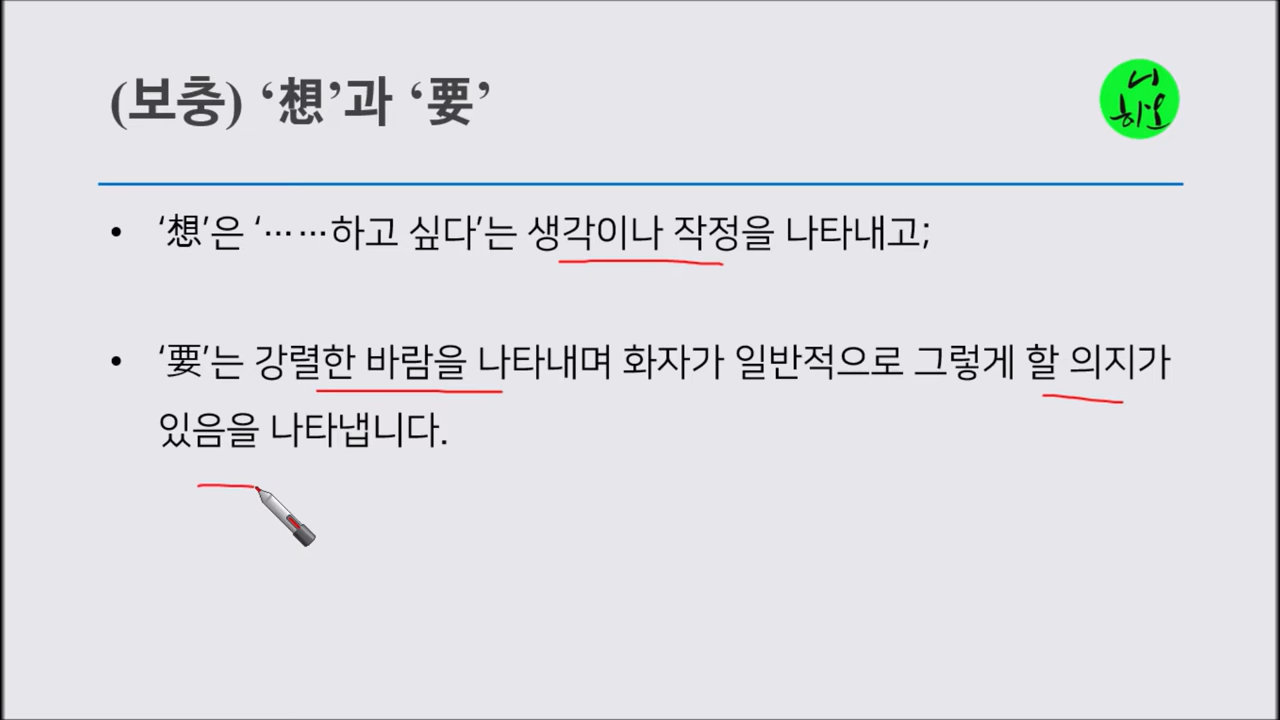 (보충) ‘想’과 ‘要’
니
하오
• ‘想’은 ‘……하고 싶다’는 생각이나 작정을 나타내고;
• ‘要’는 강렬한 바람을 나타내며 화자가 일반적으로 그렇게 할 의지가
있음을 나타냅니다.